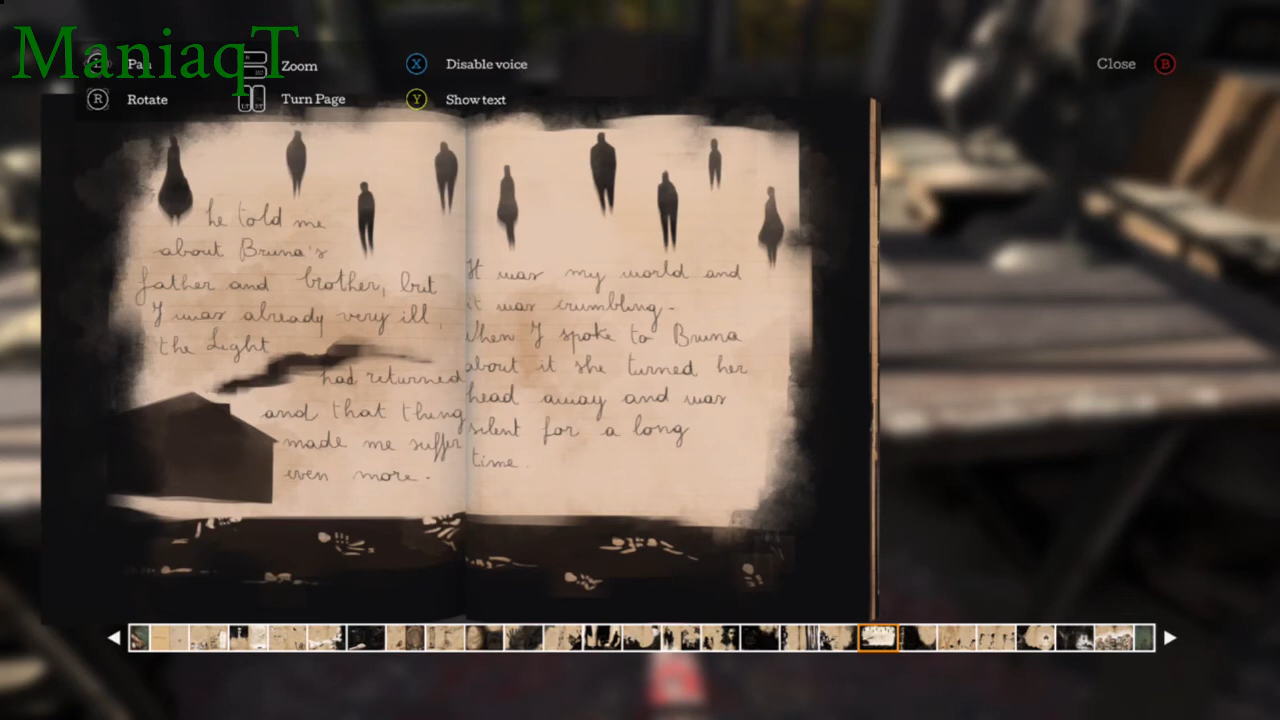 ManiaqT
Pan
Zoom
X Disable voice
Close B
R Rotate
Turn Page
Y Show text
he told me
about Bruna's
father and brother, but
I was already very ill,
the Light
had returned
and that thing
made me suffer
even more.
It was my world and
it was crumbling.
When I spoke to Bruna
about it she turned her
head away and was
silent for a long
time.